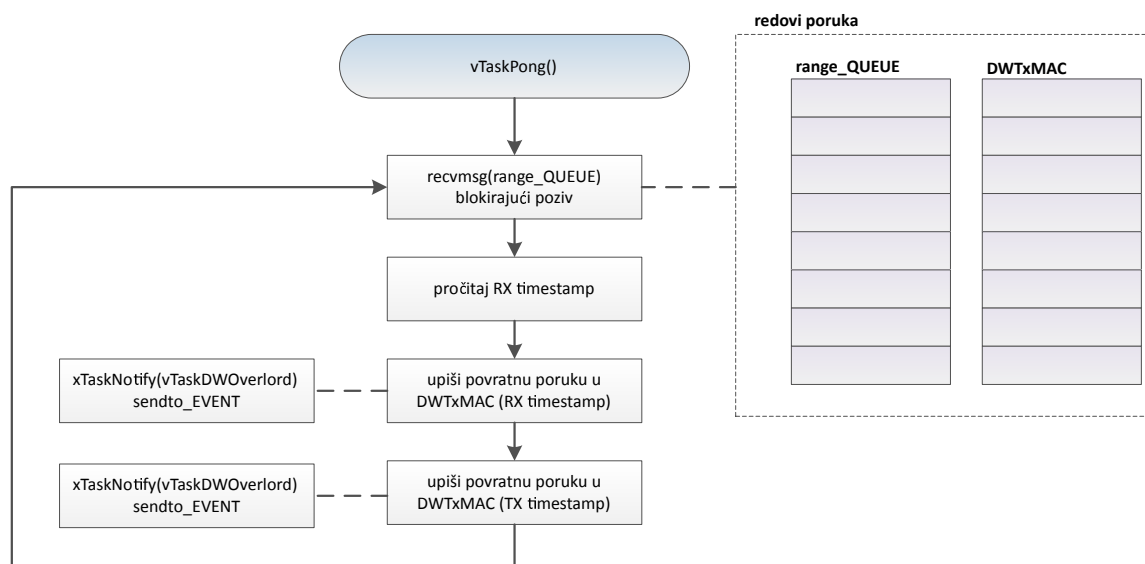 redovi poruka
vTaskPong()
range_QUEUE
DWTxMAC
recvmsg(range_QUEUE)
blokirajući poziv
pročitaj RX timestamp
xTaskNotify(vTaskDWOverlord)
sendto_EVENT
upiši povratnu poruku u
DWTxMAC (RX timestamp)
xTaskNotify(vTaskDWOverlord)
sendto_EVENT
upiši povratnu poruku u
DWTxMAC (TX timestamp)